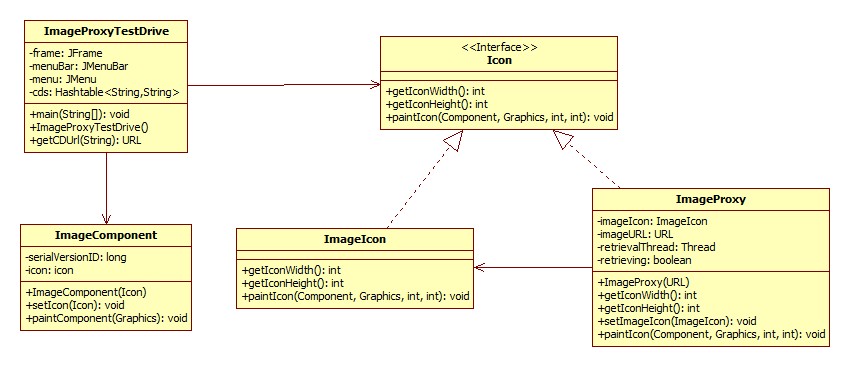 ImageProxyTestDrive
-frame: JFrame
-menuBar: JMenuBar
-menu: JMenu
-cds: Hashtable<String,String>
+main(String[]): void
+ImageProxyTestDrive()
+getCDUrl(String): URL
<<Interface>>
Icon
+getIconWidth(): int
+getIconHeight(): int
+paintIcon(Component, Graphics, int, int): void
ImageComponent
-serialVersionID: long
-icon: icon
+ImageComponent(Icon)
+setIcon(Icon): void
+paintComponent(Graphics): void
ImageIcon
+getIconWidth(): int
+getIconHeight(): int
+paintIcon(Component, Graphics, int, int): void
ImageProxy
-imageIcon: ImageIcon
-imageURL: URL
-retrievalThread: Thread
-retrieving: boolean
+ImageProxy(URL)
+getIconWidth(): int
+getIconHeight(): int
+setImageIcon(ImageIcon): void
+paintIcon(Component, Graphics, int, int): void